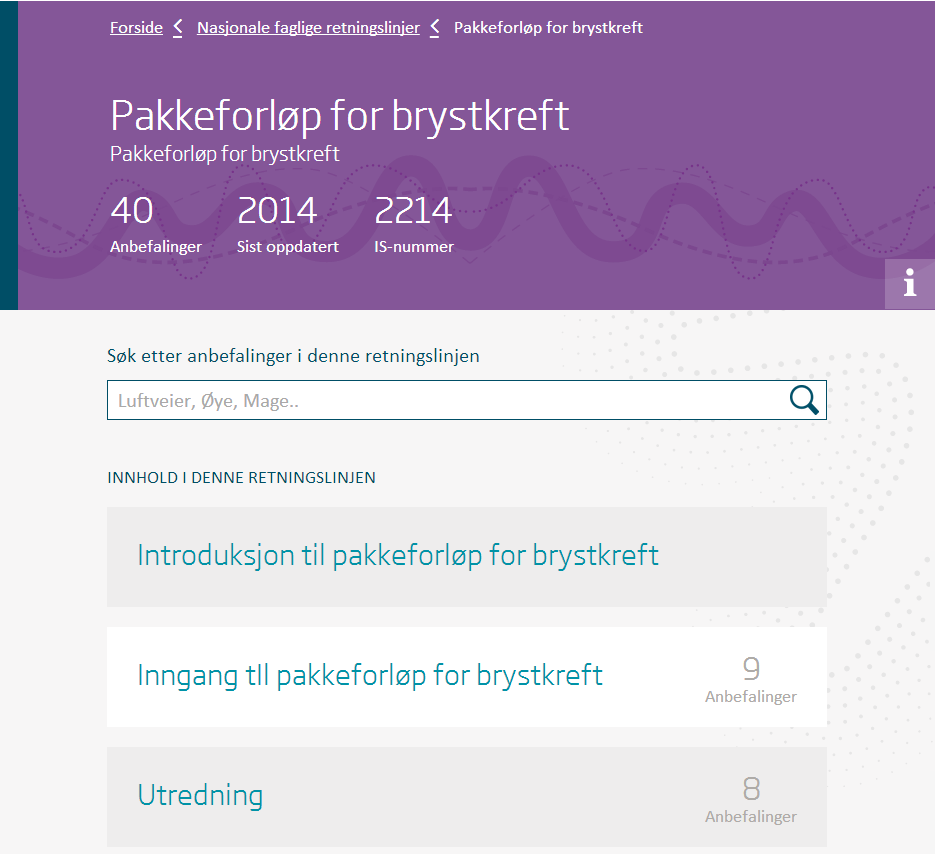 Forside < Nasjonale faglige retningslinjer < Pakkeforløp for brystkreft
Pakkeforløp for brystkreft
Pakkeforløp for brystkreft
40 2014 2214
Anbefalinger Sist oppdatert IS-nummer
i
Søk etter anbefalinger i denne retningslinjen
Luftveier, Øye, Mage..
INNHOLD I DENNE RETNINGSLINJEN
Introduksjon til pakkeforløp for brystkreft
Inngang tll pakkeforløp for brystkreft
9
Anbefalinger
Utredning
8
Anbefalinger